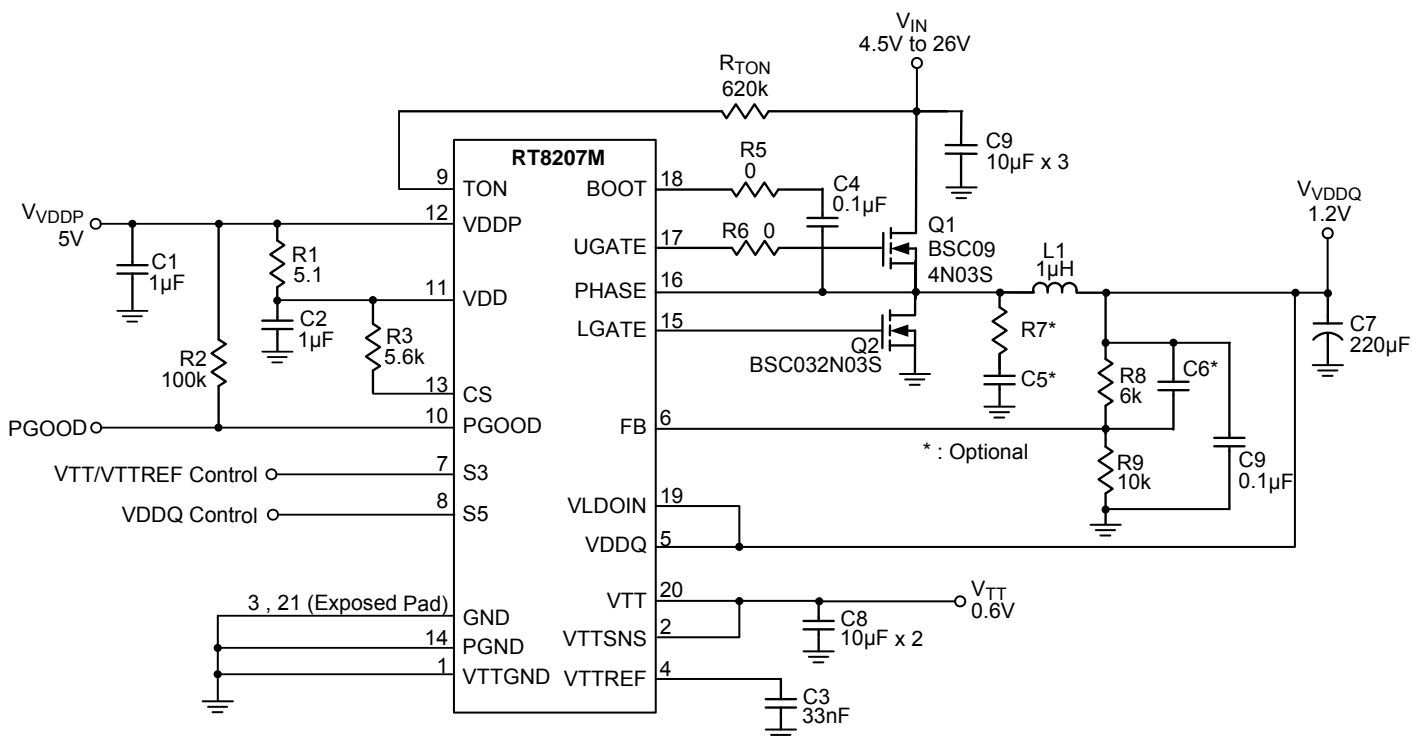 V_IN
4.5V to 26V
R_TON
620k
C9
10µF x 3
RT8207M
V_VDDP
5V
C1
1µF
R1
5.1
C2
1µF
R2
100k
R3
5.6k
9
TON
12
VDDP
11
VDD
13
CS
10
PGOOD
PGOOD
VTT/VTTREF Control
7
S3
VDDQ Control
8
S5
3 , 21 (Exposed Pad)
GND
14
PGND
1
VTTGND
BOOT
18
R5
0
C4
0.1µF
UGATE
17
R6 0
Q1
BSC09
4N03S
PHASE
16
L1
1µH
V_VDDQ
1.2V
C7
220µF
LGATE
15
Q2
BSC032N03S
R7*
C5*
R8
6k
C6*
FB
6
* : Optional
R9
10k
C9
0.1µF
VLDOIN
19
VDDQ
5
VTT
20
V_TT
0.6V
C8
10µF x 2
VTTSNS
2
VTTREF
4
C3
33nF